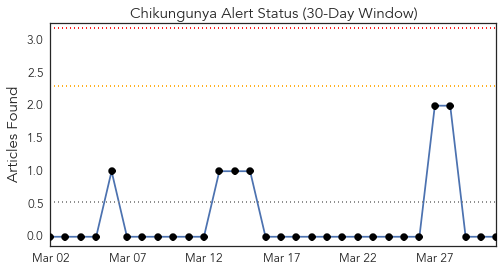 Chikungunya Alert Status (30-Day Window)
Articles Found
3.0
2.5
2.0
1.5
1.0
0.5
0.0
Mar 02 Mar 07 Mar 12 Mar 17 Mar 22 Mar 27